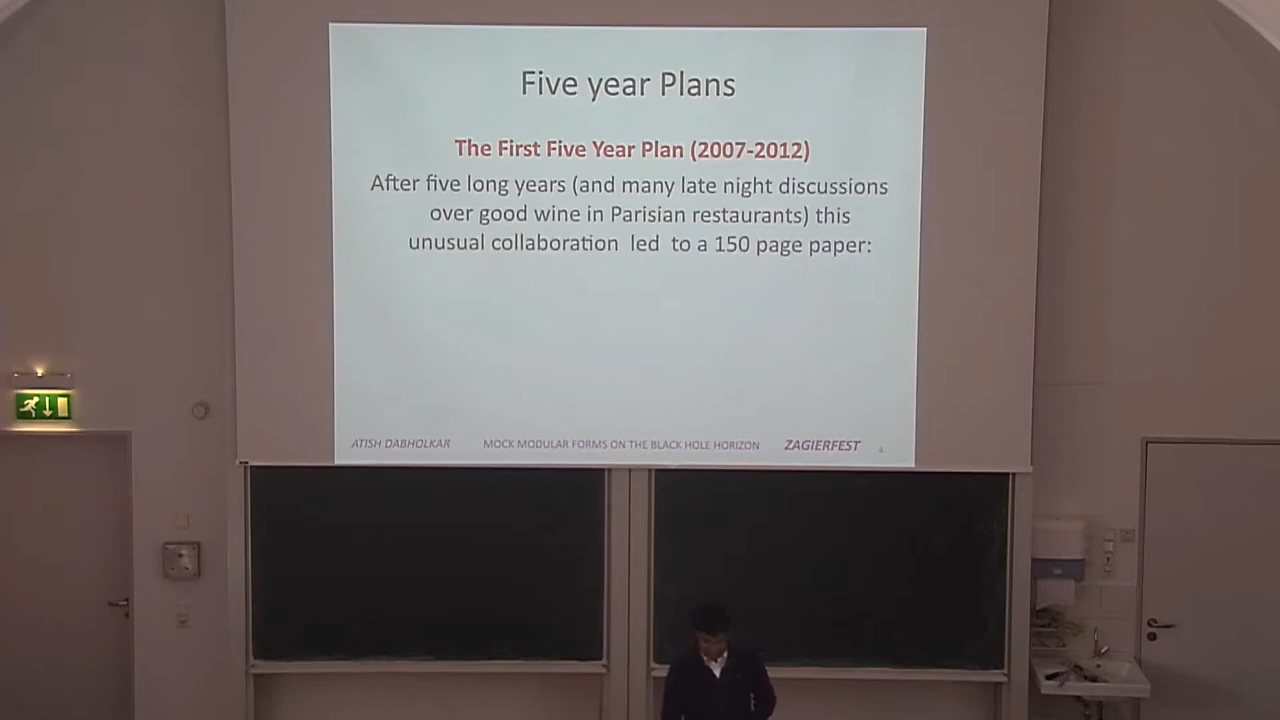 Five year Plans
The First Five Year Plan (2007-2012)
After five long years (and many late night discussions
over good wine in Parisian restaurants) this
unusual collaboration led to a 150 page paper:
ATISH DABHOLKAR MOCK MODULAR FORMS ON THE BLACK HOLE HORIZON ZAGIERFEST 4